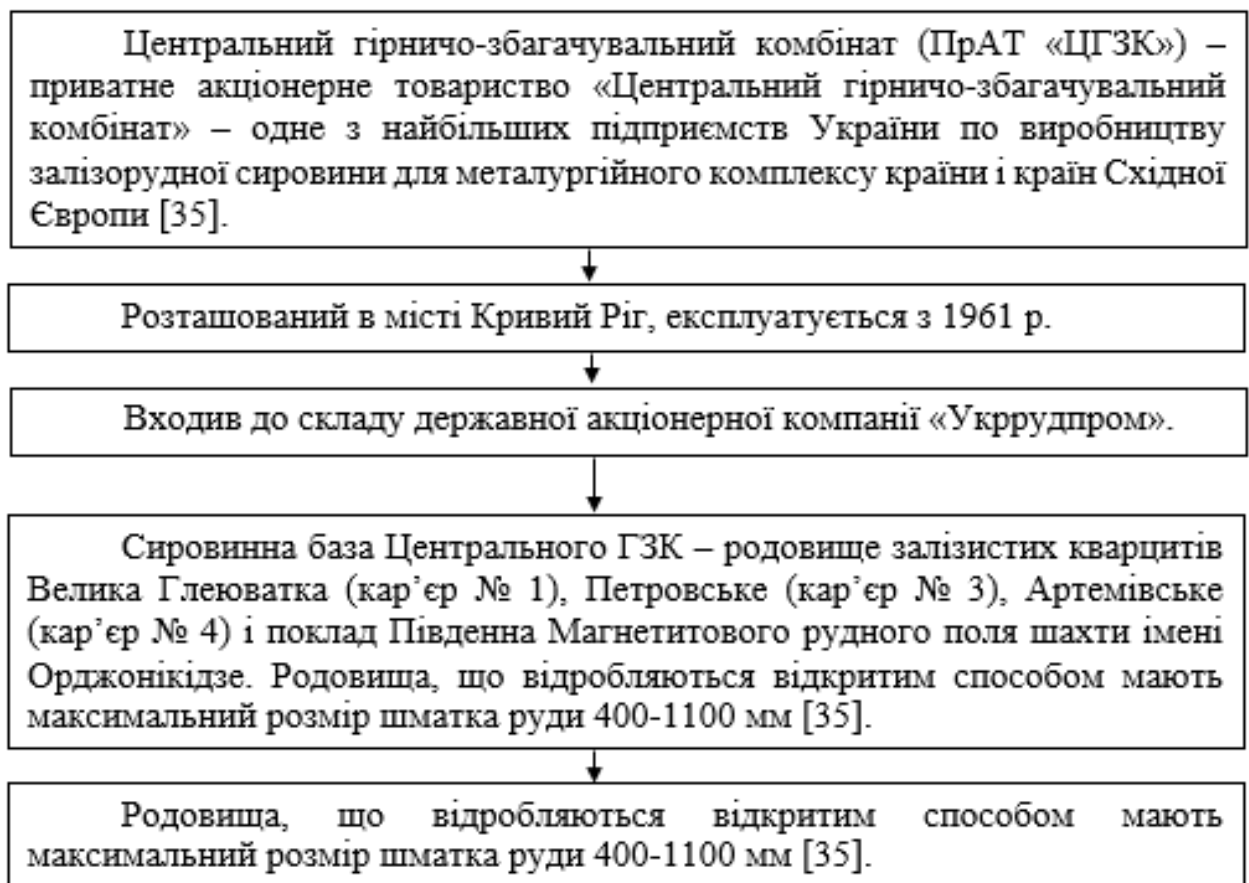 Центральний гірничо-збагачувальний комбінат (ПрАТ «ЦГЗК») –
приватне акціонерне товариство «Центральний гірничо-збагачувальний
комбінат» – одне з найбільших підприємств України по виробництву
залізорудної сировини для металургійного комплексу країни і країн Східної
Європи [35].
Розташований в місті Кривий Ріг, експлуатується з 1961 р.
Входив до складу державної акціонерної компанії «Укррудпром».
Сировинна база Центрального ГЗК – родовище залізистих кварцитів
Велика Глеюватка (кар’єр № 1), Петровське (кар’єр № 3), Артемівське
(кар’єр № 4) і поклад Південна Магнетитового рудного поля шахти імені
Орджонікідзе. Родовища, що відробляються відкритим способом мають
максимальний розмір шматка руди 400-1100 мм [35].
Родовища, що відробляються відкритим способом мають
максимальний розмір шматка руди 400-1100 мм [35].